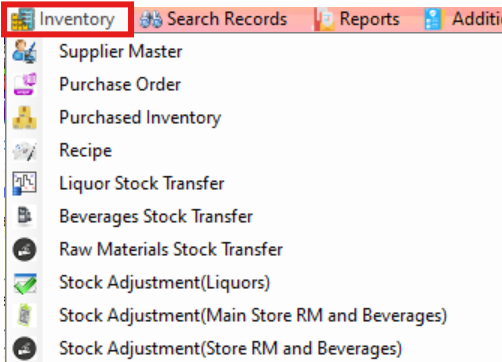 Inventory Search Records Reports Additi
Supplier Master
Purchase Order
Purchased Inventory
Recipe
Liquor Stock Transfer
Beverages Stock Transfer
Raw Materials Stock Transfer
Stock Adjustment(Liquors)
Stock Adjustment(Main Store RM and Beverages)
Stock Adjustment(Store RM and Beverages)